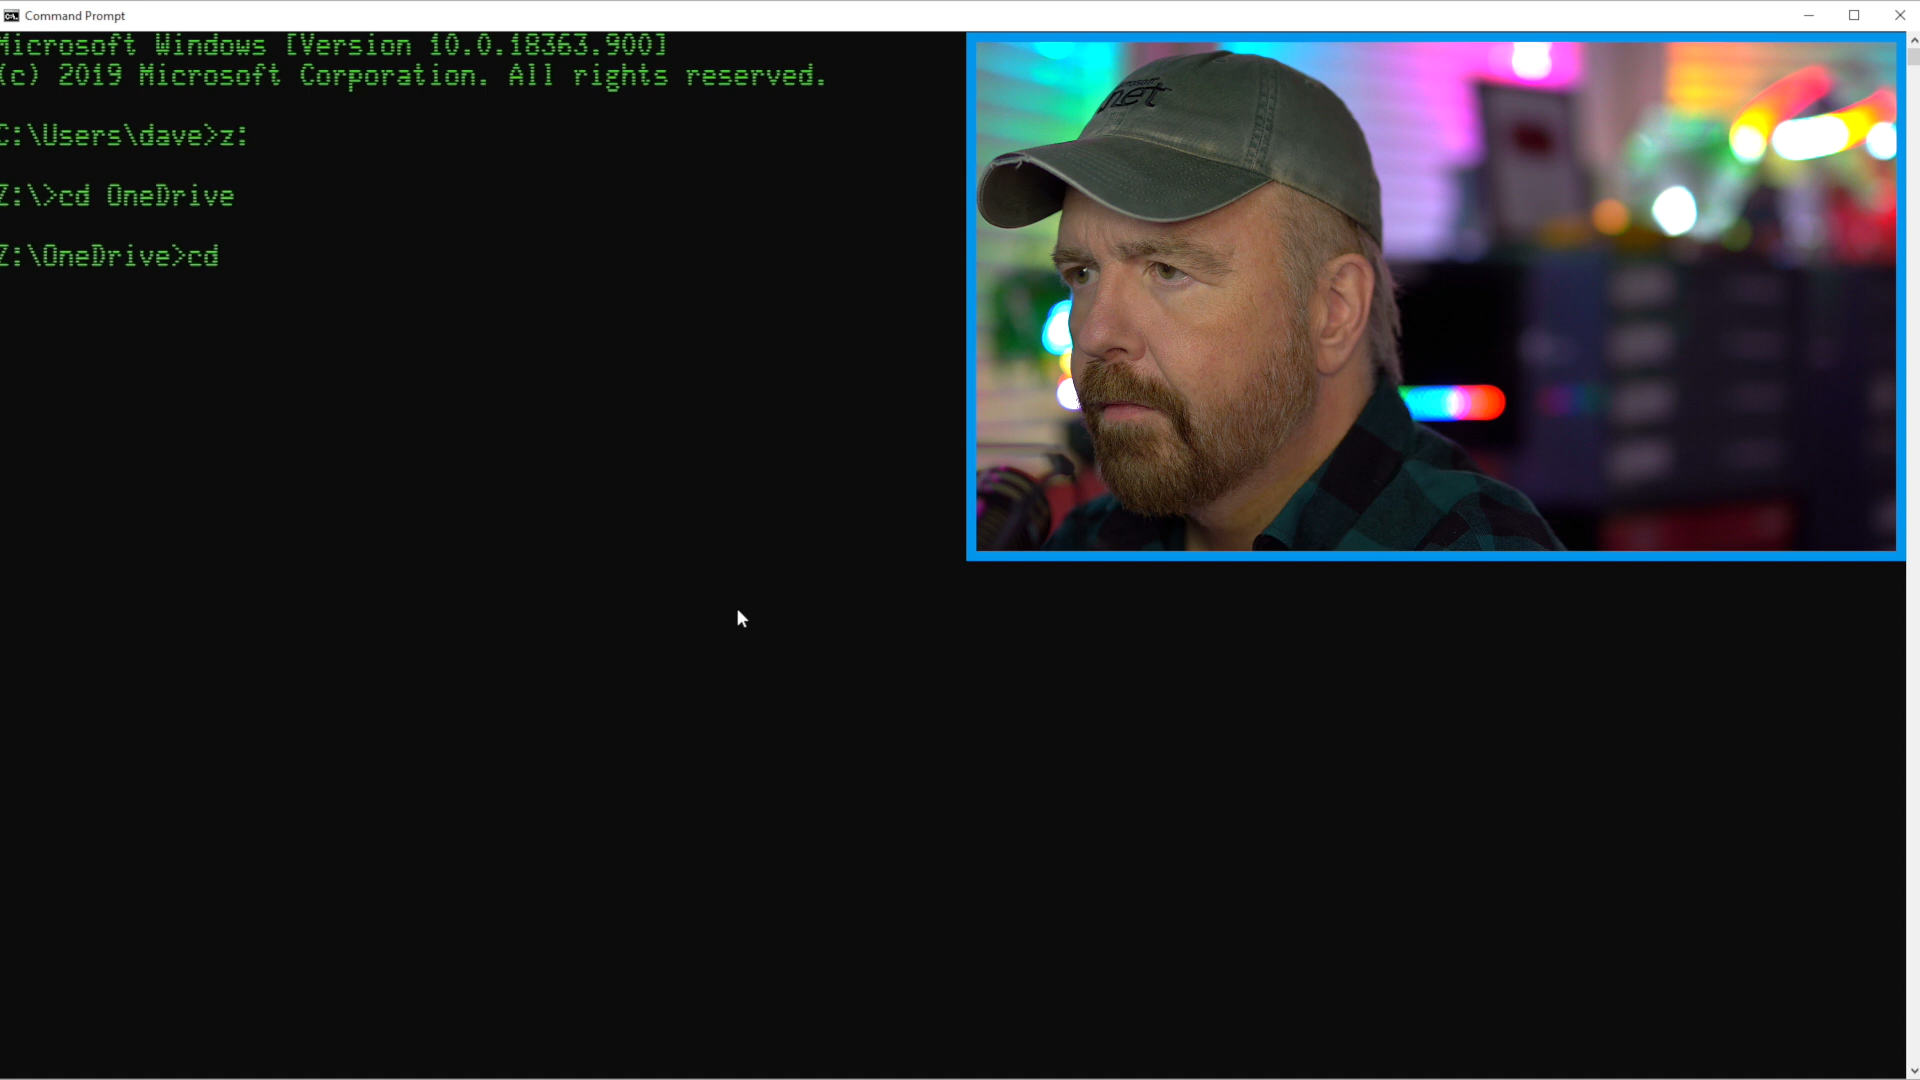 Command Prompt
Microsoft Windows [Version 10.0.18363.900]
(c) 2019 Microsoft Corporation. All rights reserved.
C:\Users\dave>z:
Z:\>cd OneDrive
Z:\OneDrive>cd
net